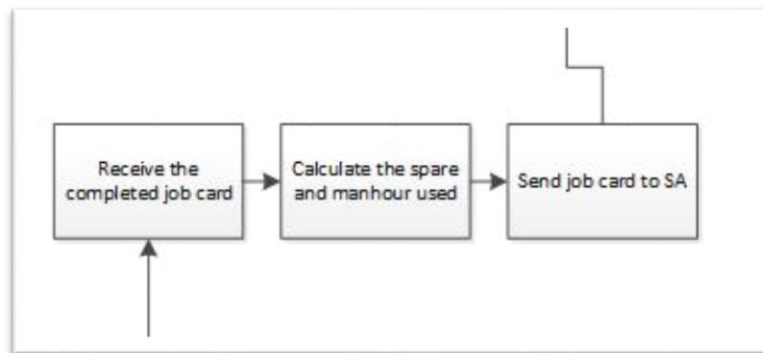 Receive the
completed job card
Calculate the spare
and manhour used
Send job card to SA